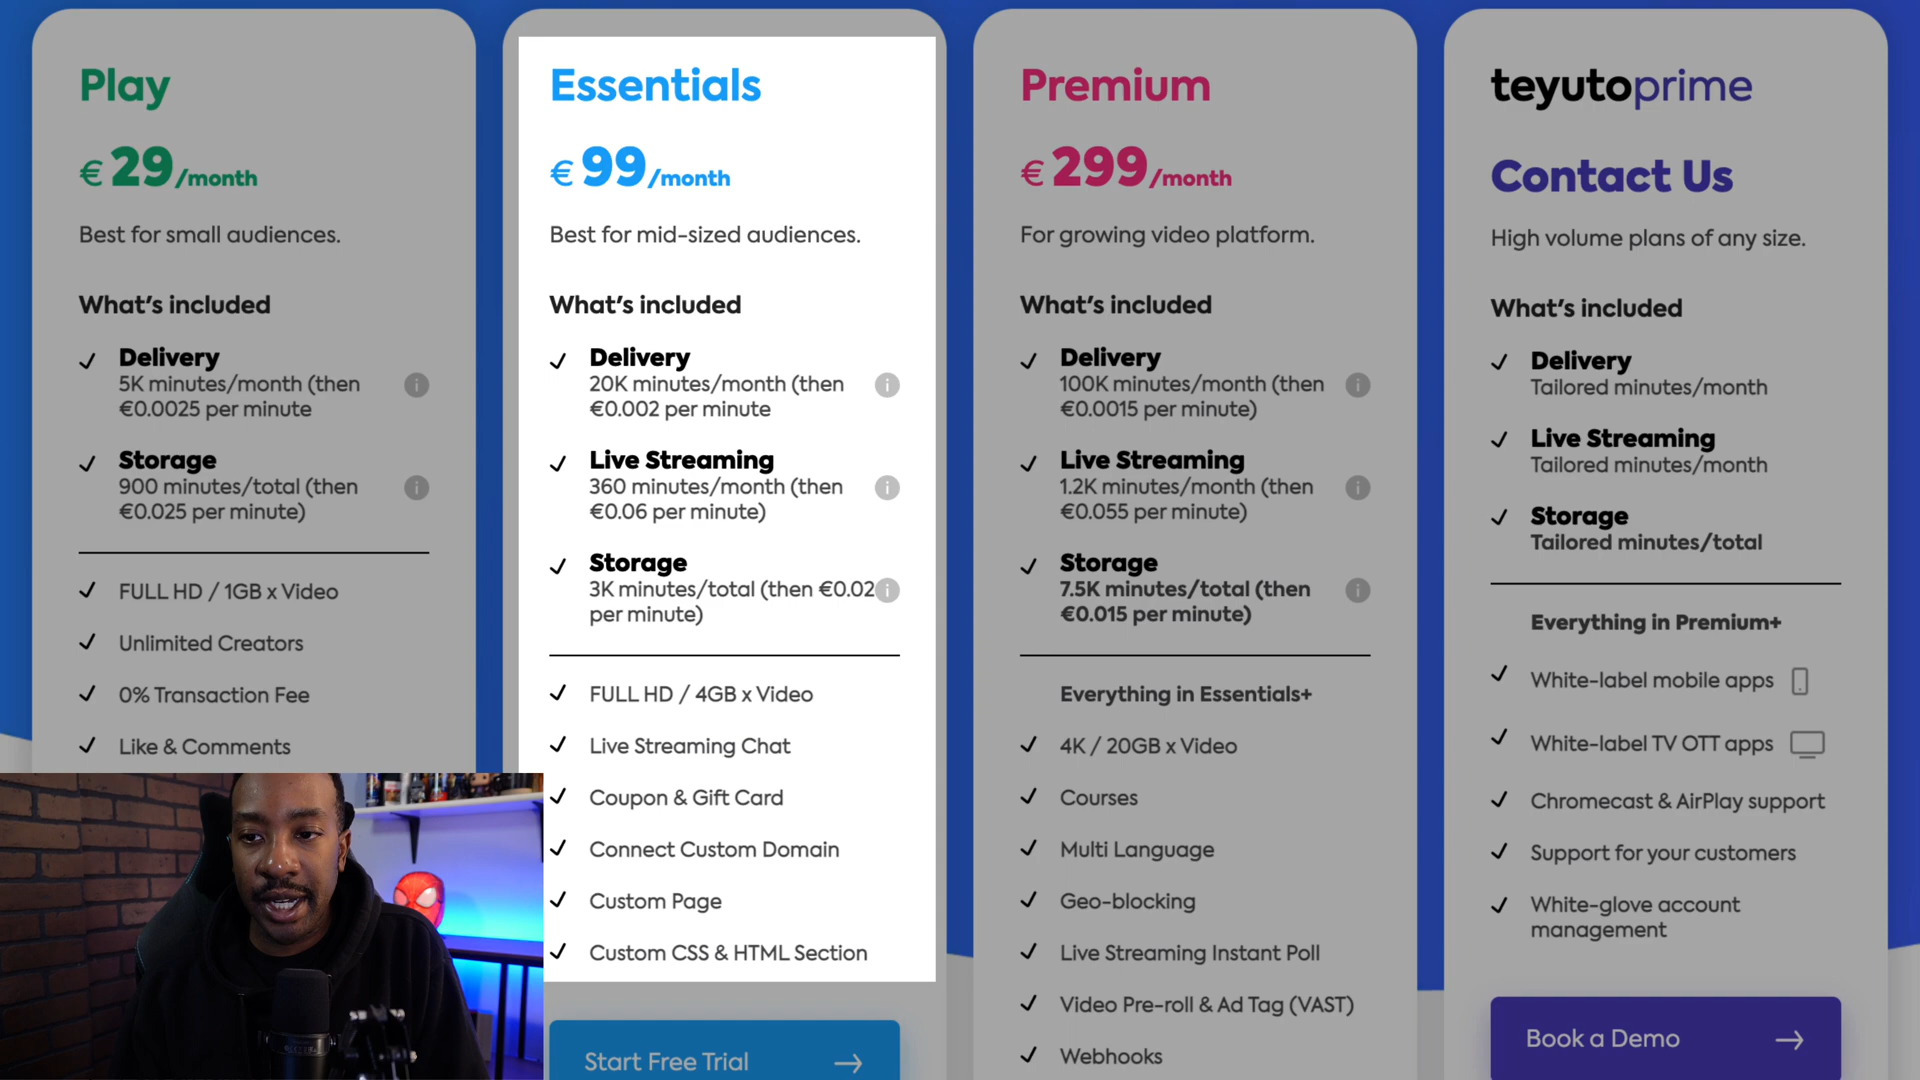 Play
€ 29/month
Best for small audiences.
What's included
Delivery
5K minutes/month (then
€0.0025 per minute
Storage
900 minutes/total (then
€0.025 per minute)
FULL HD / 1GB x Video
Unlimited Creators
0% Transaction Fee
Like & Comments
Essentials
€ 99/month
Best for mid-sized audiences.
What's included
Delivery
20K minutes/month (then
€0.002 per minute
Live Streaming
360 minutes/month (then
€0.06 per minute)
Storage
3K minutes/total (then €0.02
per minute)
FULL HD / 4GB x Video
Live Streaming Chat
Coupon & Gift Card
Connect Custom Domain
Custom Page
Custom CSS & HTML Section
Start Free Trial
Premium
€ 299/month
For growing video platform.
What's included
Delivery
100K minutes/month (then
€0.0015 per minute)
Live Streaming
1.2K minutes/month (then
€0.055 per minute)
Storage
7.5K minutes/total (then
€0.015 per minute)
Everything in Essentials+
4K / 20GB x Video
Courses
Multi Language
Geo-blocking
Live Streaming Instant Poll
Video Pre-roll & Ad Tag (VAST)
Webhooks
teyutoprime
Contact Us
High volume plans of any size.
What's included
Delivery
Tailored minutes/month
Live Streaming
Tailored minutes/month
Storage
Tailored minutes/total
Everything in Premium+
White-label mobile apps
White-label TV OTT apps
Chromecast & AirPlay support
Support for your customers
White-glove account
management
Book a Demo